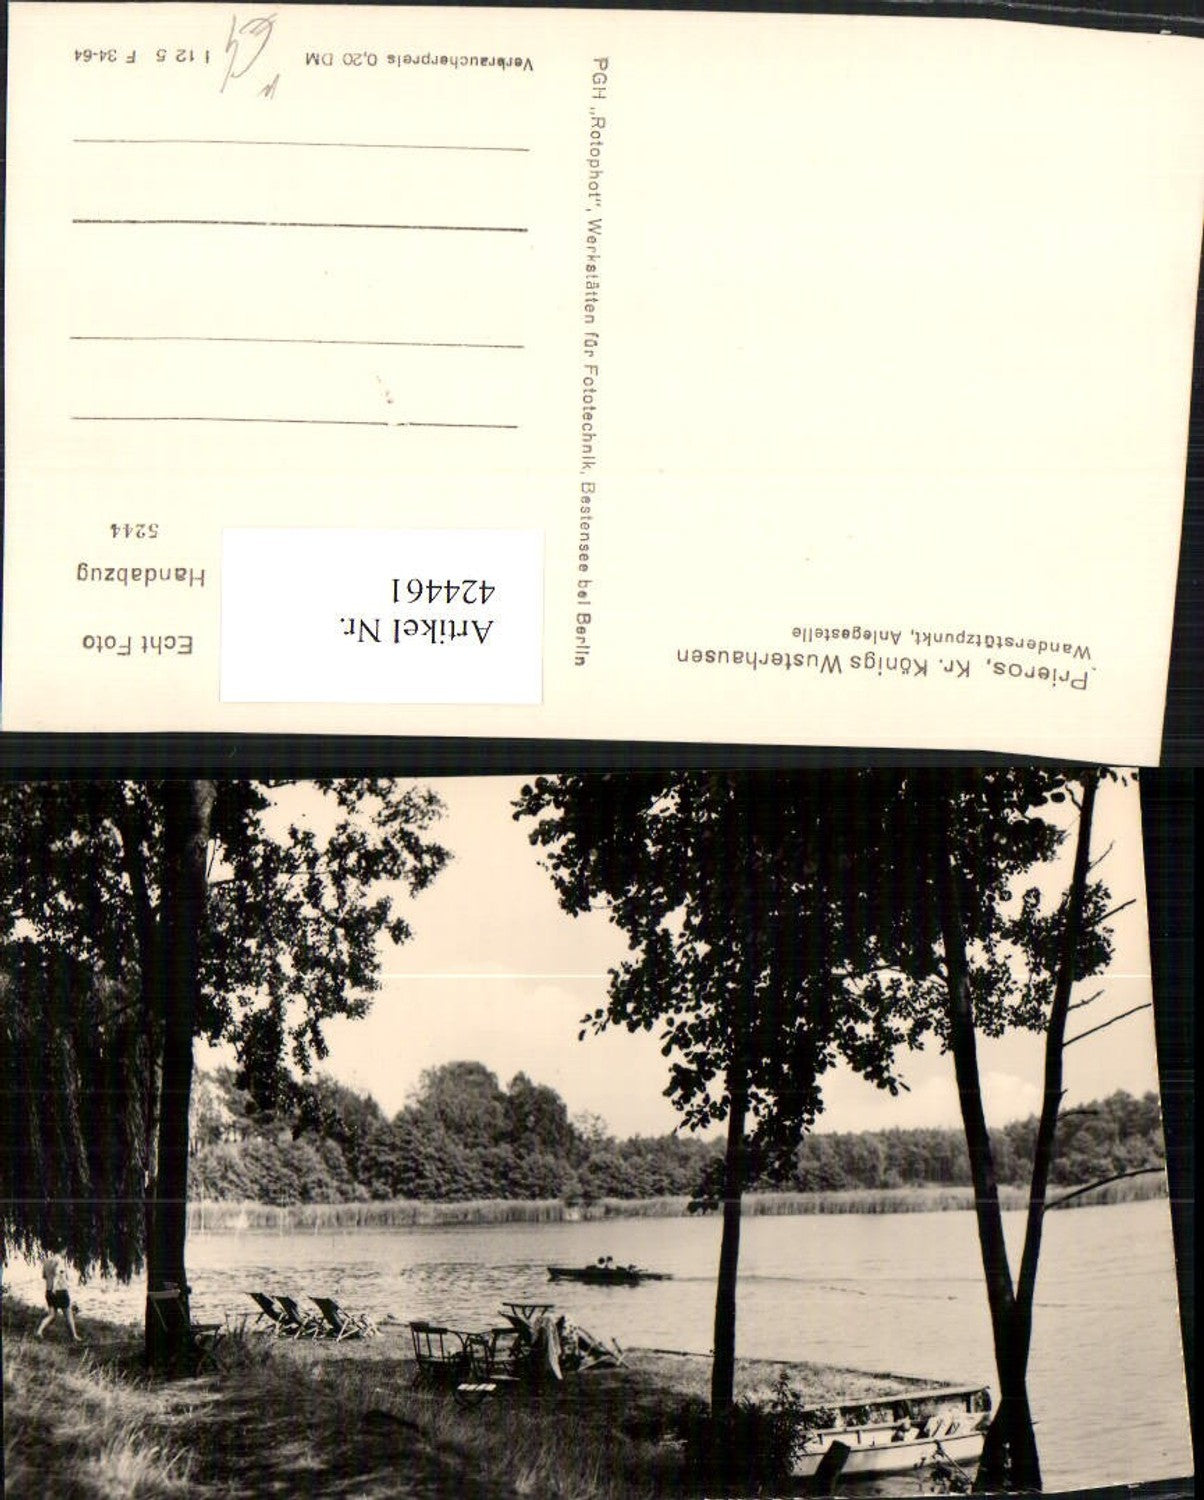 Prieros, Kr. Königs Wusterhausen
Wanderstützpunkt, Anlegestelle
PGH „Rotophot“, Werkstätten für Fototechnik, Bestensee bei Berlin
Artikel Nr.
424461
Echt Foto
Handabzug
5244
Verbraucherpreis 0,20 DM
I 12 5 F 34-64